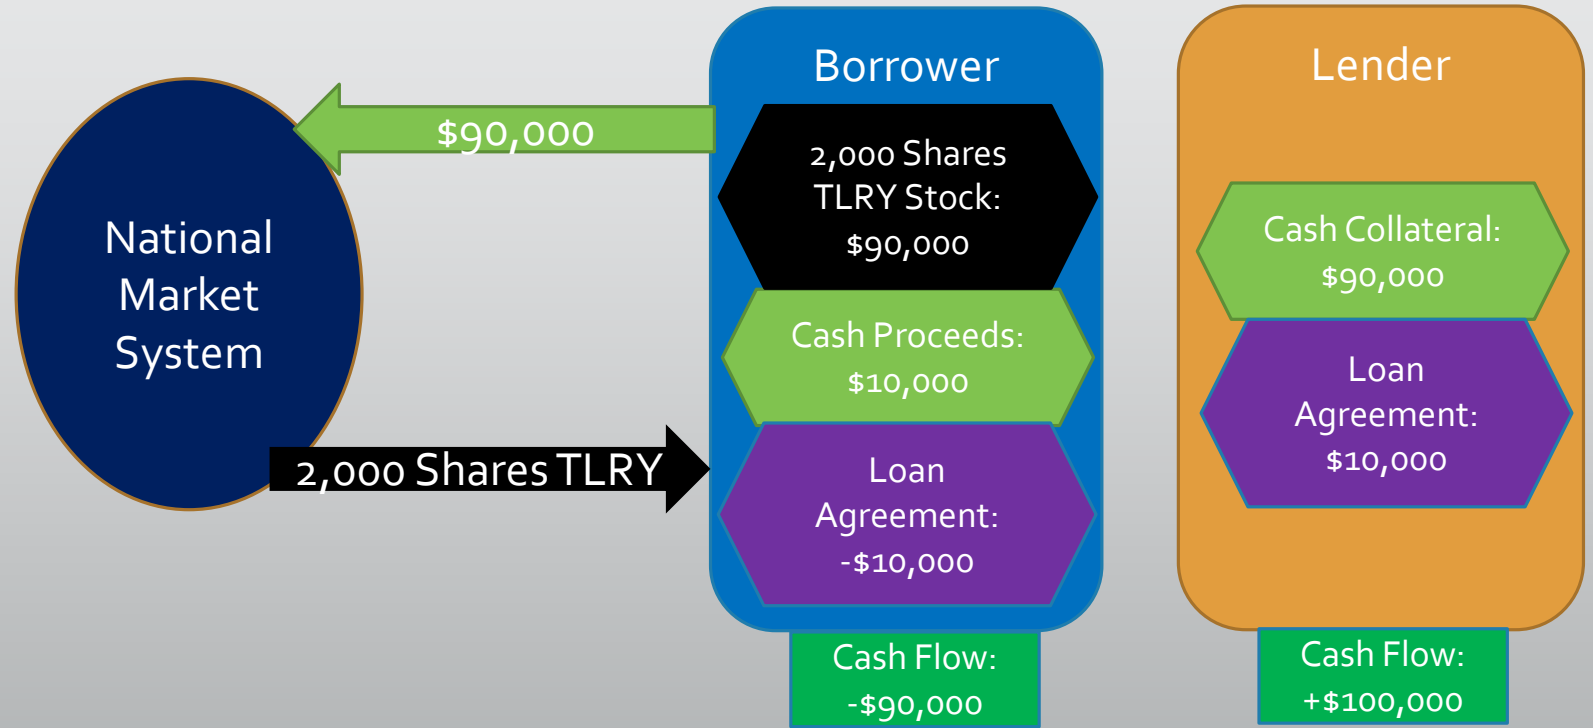 National
Market
System
$90,000
2,000 Shares TLRY
Borrower
2,000 Shares
TLRY Stock:
$90,000
Cash Proceeds:
$10,000
Loan
Agreement:
-$10,000
Cash Flow:
-$90,000
Lender
Cash Collateral:
$90,000
Loan
Agreement:
$10,000
Cash Flow:
+$100,000